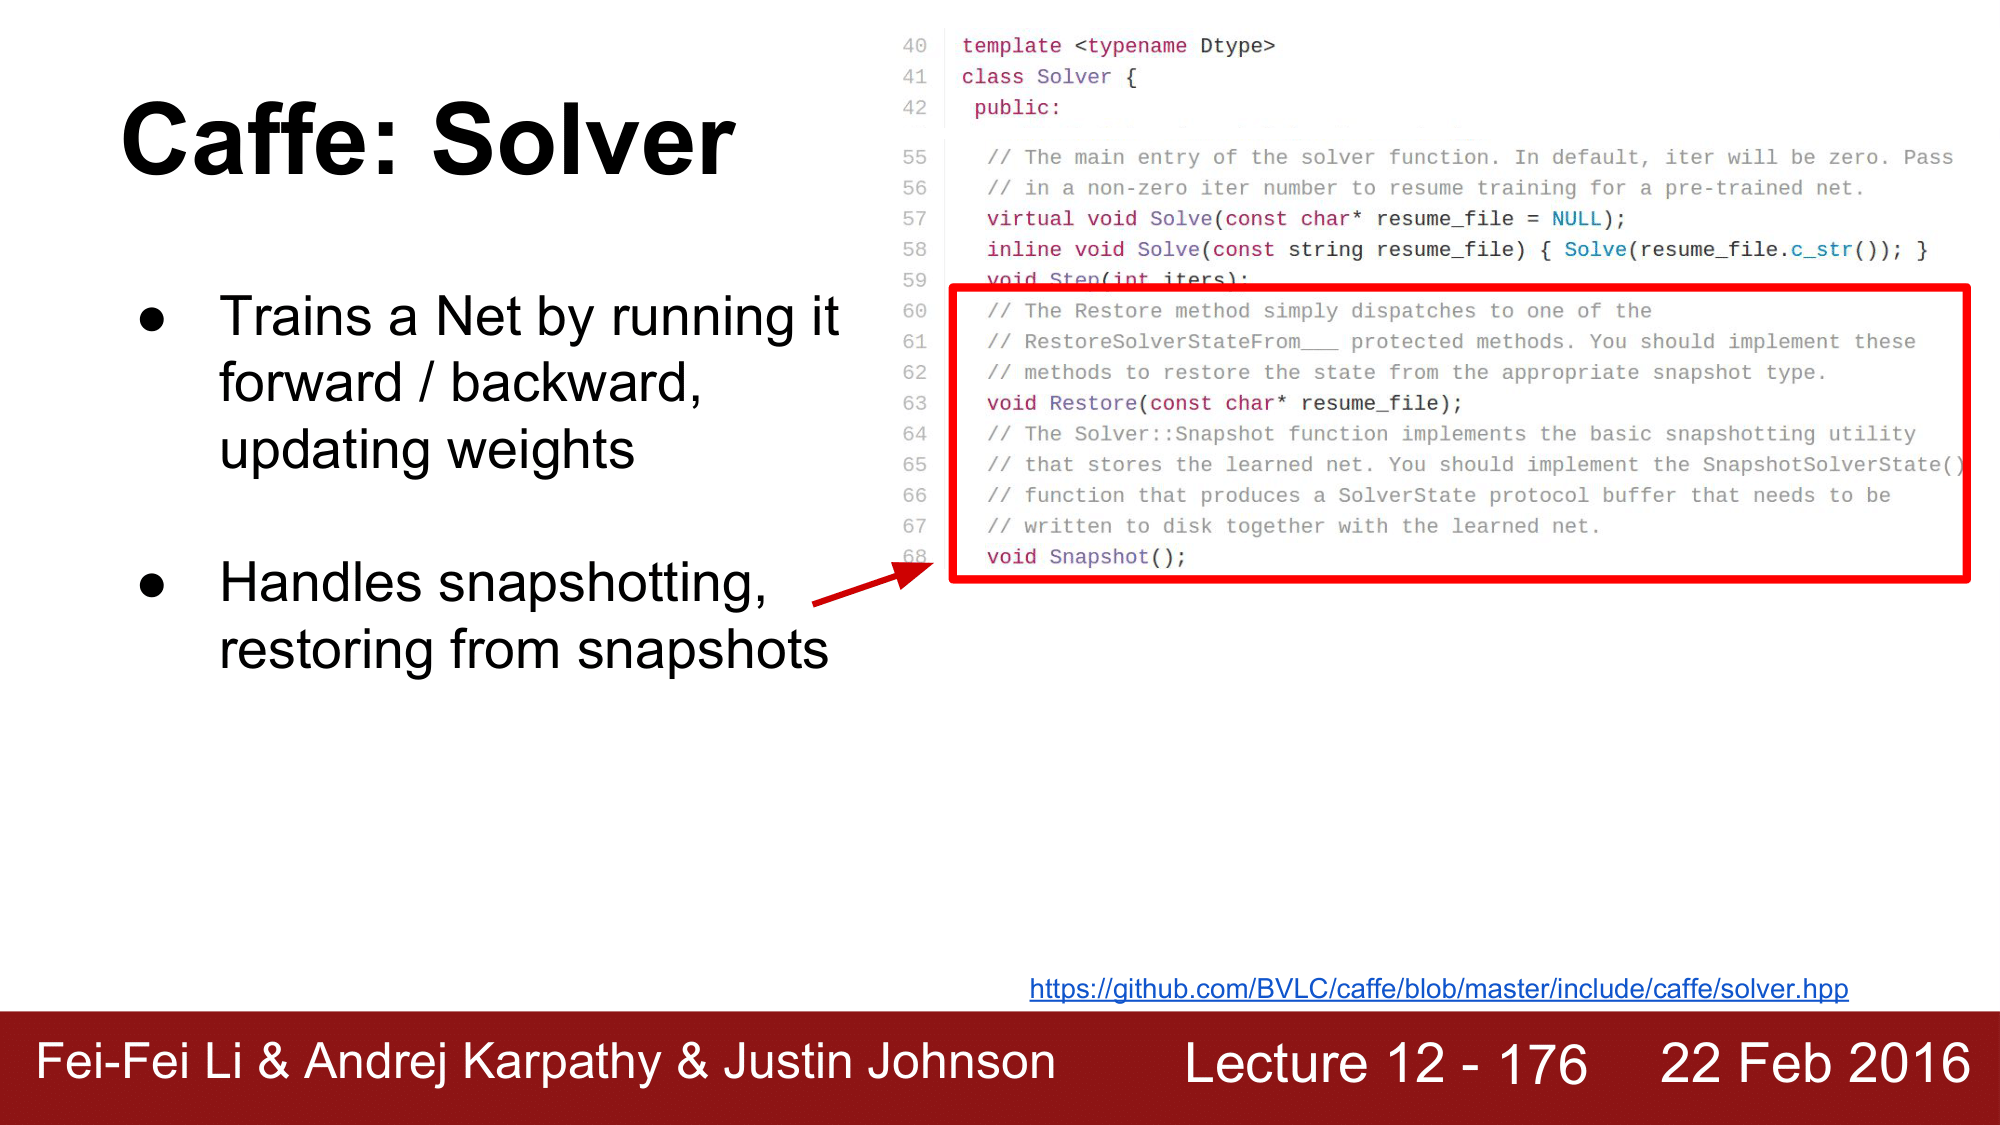 Caffe: Solver
● Trains a Net by running it
forward / backward,
updating weights
● Handles snapshotting,
restoring from snapshots
40 template <typename Dtype>
41 class Solver {
42 public:
55 // The main entry of the solver function. In default, iter will be zero. Pass
56 // in a non-zero iter number to resume training for a pre-trained net.
57 virtual void Solve(const char* resume_file = NULL);
58 inline void Solve(const string resume_file) { Solve(resume_file.c_str()); }
59 void Step(int iters);
60 // The Restore method simply dispatches to one of the
61 // RestoreSolverStateFrom___ protected methods. You should implement these
62 // methods to restore the state from the appropriate snapshot type.
63 void Restore(const char* resume_file);
64 // The Solver::Snapshot function implements the basic snapshotting utility
65 // that stores the learned net. You should implement the SnapshotSolverState()
66 // function that produces a SolverState protocol buffer that needs to be
67 // written to disk together with the learned net.
68 void Snapshot();
https://github.com/BVLC/caffe/blob/master/include/caffe/solver.hpp
Fei-Fei Li & Andrej Karpathy & Justin Johnson Lecture 12 - 176 22 Feb 2016